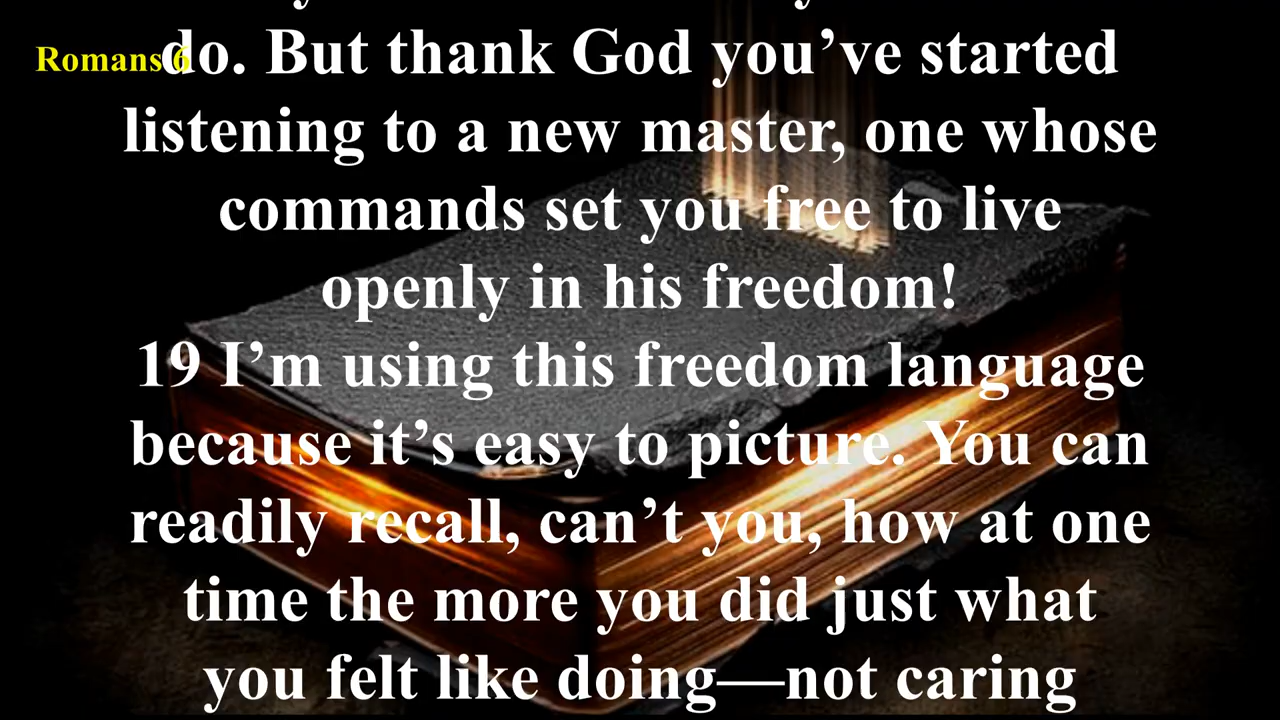 Romans 6
do. But thank God you’ve started
listening to a new master, one whose
commands set you free to live
openly in his freedom!
19 I’m using this freedom language
because it’s easy to picture. You can
readily recall, can’t you, how at one
time the more you did just what
you felt like doing—not caring